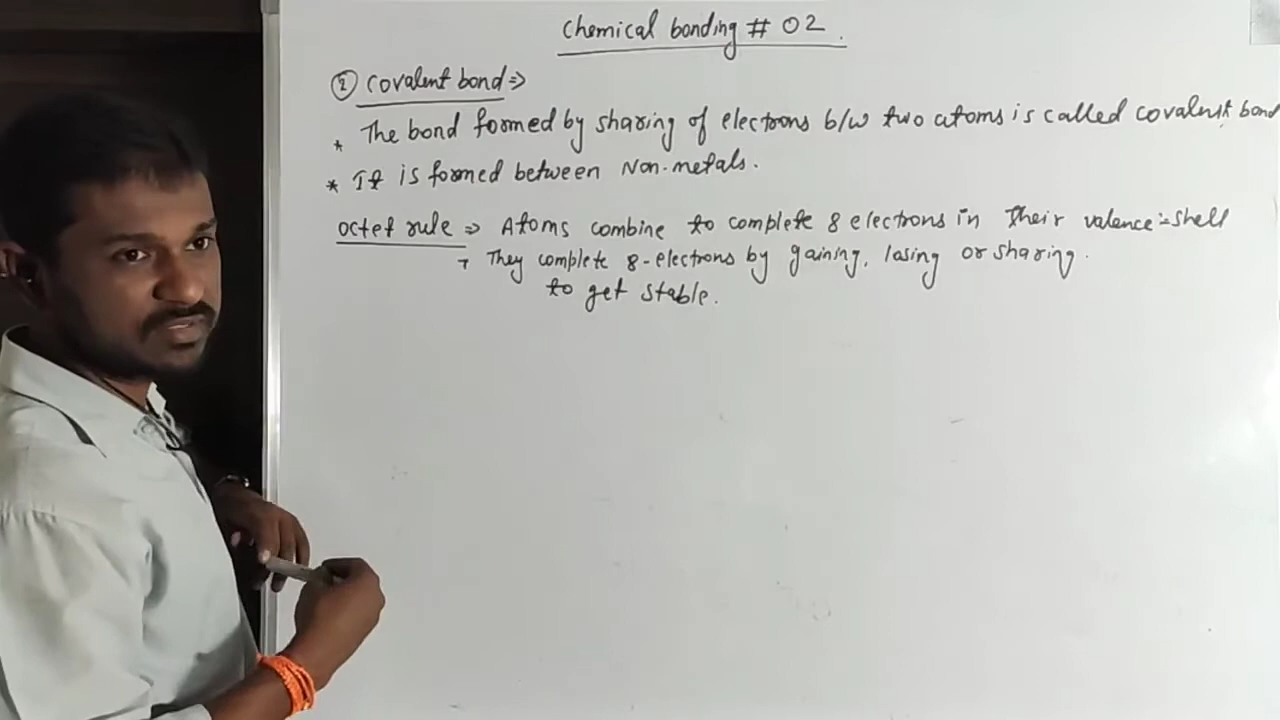 Chemical bonding # 02.
② Covalent bond ⇒
* The bond formed by sharing of electrons b/w two atoms is called covalent bond
* It is formed between Non-metals.
Octet rule ⇒ Atoms combine to complete 8 electrons in their valence-shell
→ They complete 8-electrons by gaining, losing or sharing.
to get stable.